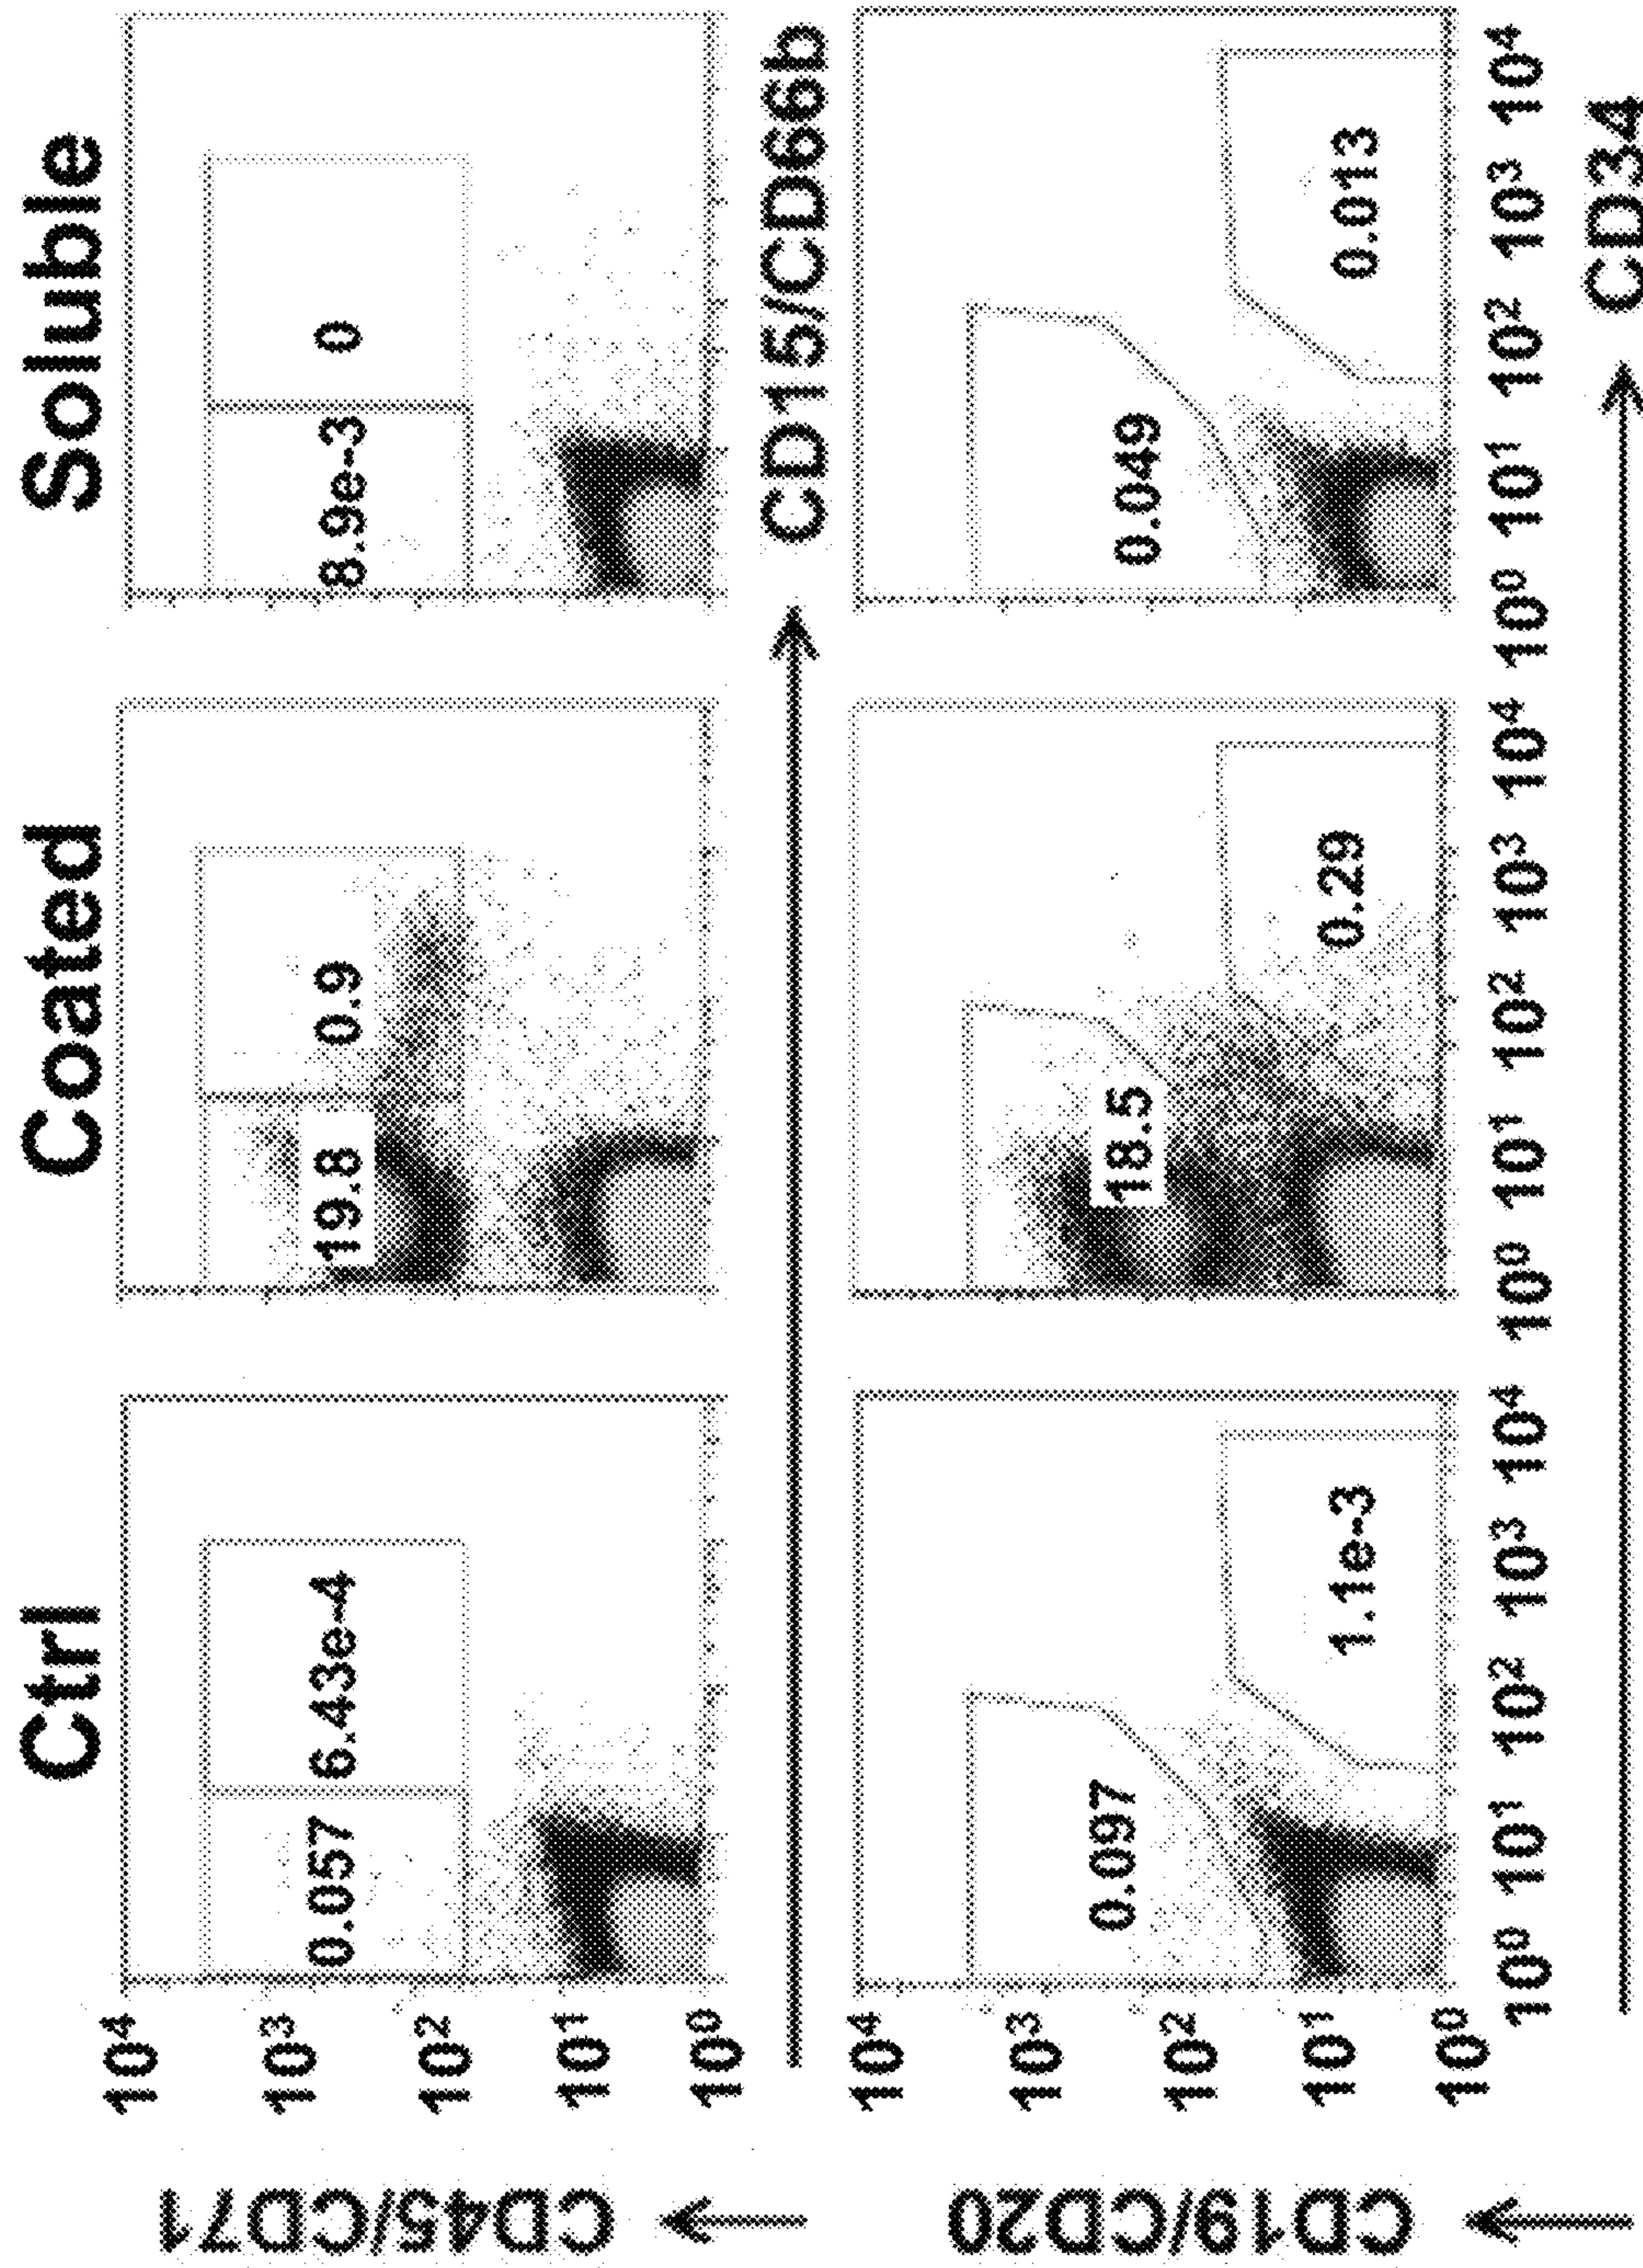 Ctrl Coated Soluble
CD45/CD71
10⁴
10³
10²
10¹
10⁰
0.057 6.43e-4
19.8 0.9
8.9e-3 0
CD15/CD66b
CD19/CD20
10⁴
10³
10²
10¹
10⁰
0.097 1.1e-3
18.5 0.29
0.049 0.013
10⁰ 10¹ 10² 10³ 10⁴ 10⁰ 10¹ 10² 10³ 10⁴ 10⁰ 10¹ 10² 10³ 10⁴
CD34